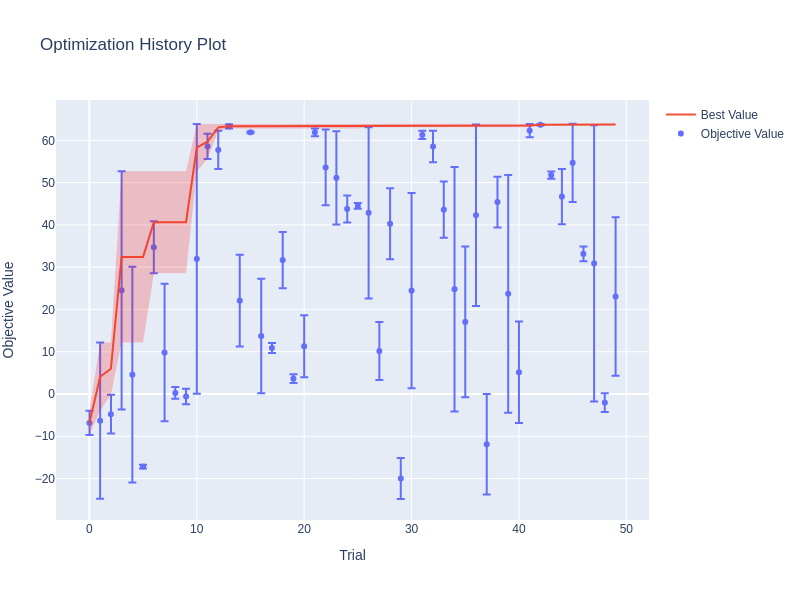 Optimization History Plot
Best Value
Objective Value
60
50
40
30
20
10
0
−10
−20
Objective Value
0 10 20 30 40 50
Trial